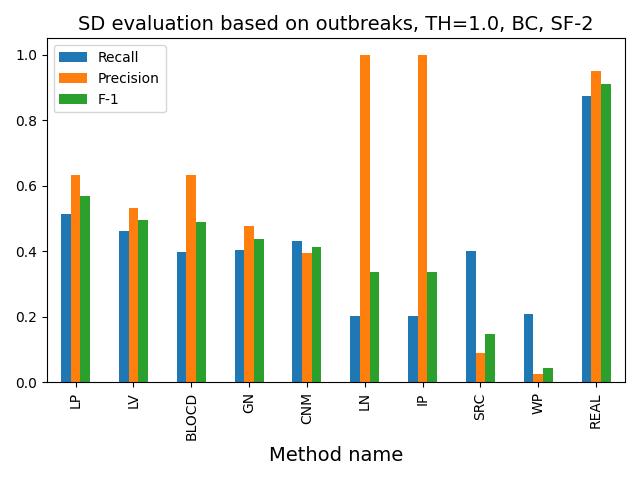 SD evaluation based on outbreaks, TH=1.0, BC, SF-2
Recall
Precision
F-1
1.0
0.8
0.6
0.4
0.2
0.0
LP
LV
BLOCD
GN
CNM
LN
IP
SRC
WP
REAL
Method name